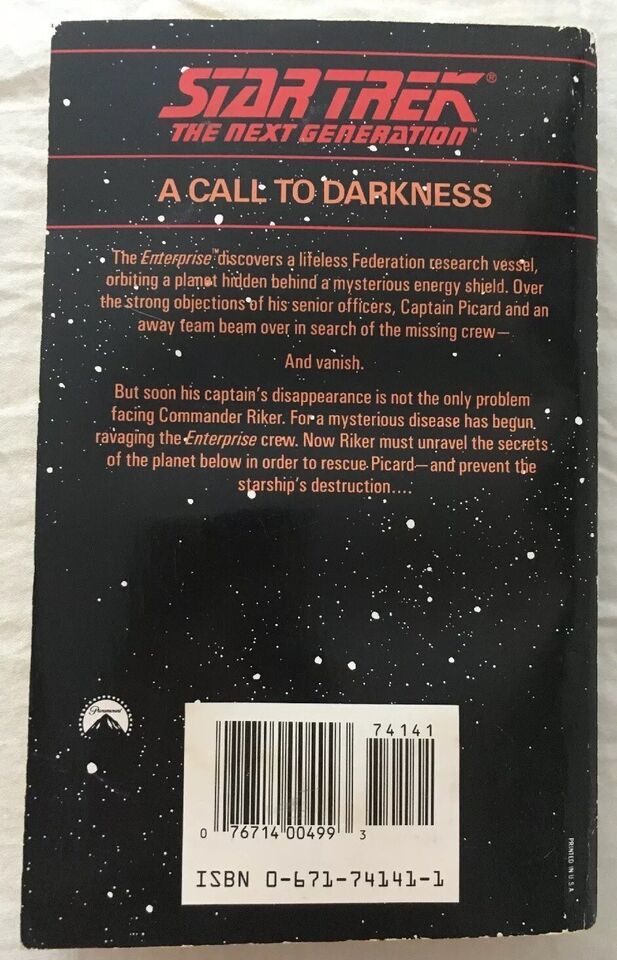 STAR TREK®
THE NEXT GENERATION™
A CALL TO DARKNESS
The Enterprise™ discovers a lifeless Federation research vessel,
orbiting a planet hidden behind a mysterious energy shield. Over
the strong objections of his senior officers, Captain Picard and an
away team beam over in search of the missing crew—
And vanish.
But soon his captain's disappearance is not the only problem
facing Commander Riker. For a mysterious disease has begun
ravaging the Enterprise crew. Now Riker must unravel the secrets
of the planet below in order to rescue Picard—and prevent the
starship's destruction....
Paramount
74141
0 76714 00499 3
ISBN 0-671-74141-1
PRINTED IN U.S.A.